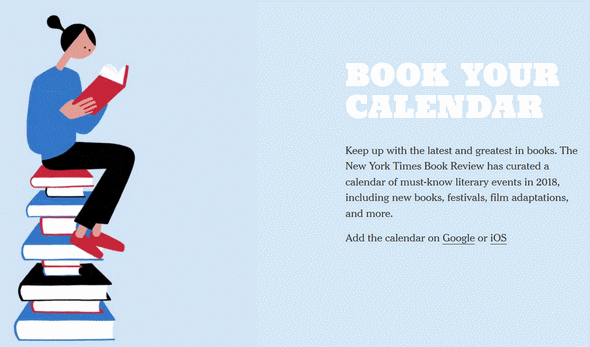 BOOK YOUR
CALENDAR
Keep up with the latest and greatest in books. The
New York Times Book Review has curated a
calendar of must-know literary events in 2018,
including new books, festivals, film adaptations,
and more.
Add the calendar on Google or iOS